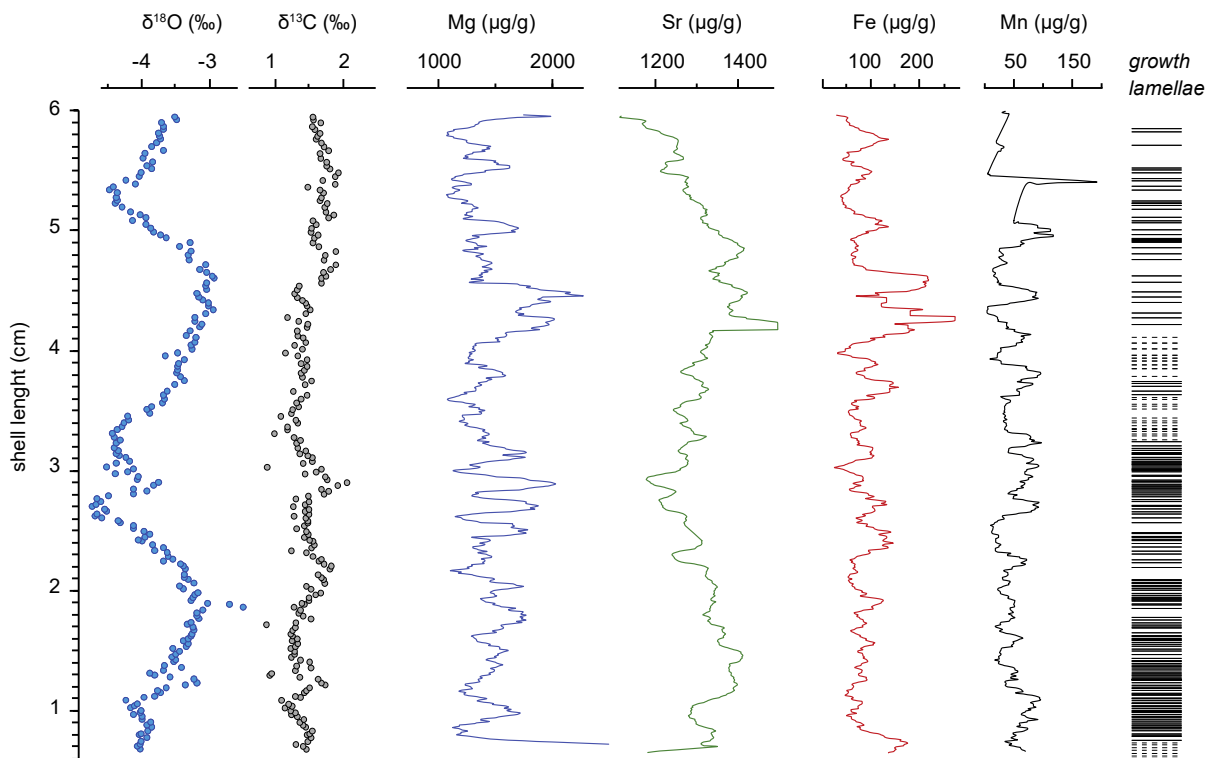 δ¹⁸O (‰) δ¹³C (‰) Mg (µg/g) Sr (µg/g) Fe (µg/g) Mn (µg/g)
-4 -3 1 2 1000 2000 1200 1400 100 200 50 150 growth
lamellae
6
5
4
3
2
1
shell lenght (cm)